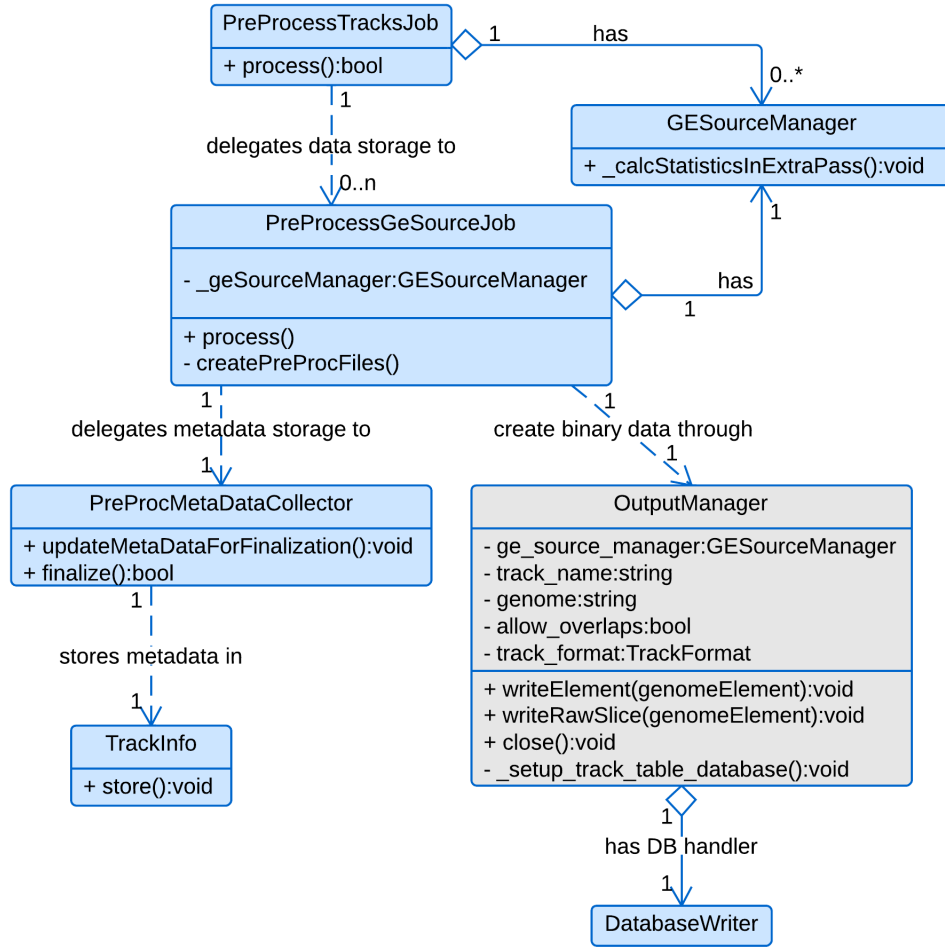 PreProcessTracksJob
+ process():bool
1
has
0..*
GESourceManager
+ _calcStatisticsInExtraPass():void
1
delegates data storage to
0..n
PreProcessGeSourceJob
- _geSourceManager:GESourceManager
+ process()
- createPreProcFiles()
1
has
1
1
delegates metadata storage to
1
1
create binary data through
1
PreProcMetaDataCollector
+ updateMetaDataForFinalization():void
+ finalize():bool
1
stores metadata in
1
TrackInfo
+ store():void
OutputManager
- ge_source_manager:GESourceManager
- track_name:string
- genome:string
- allow_overlaps:bool
- track_format:TrackFormat
+ writeElement(genomeElement):void
+ writeRawSlice(genomeElement):void
+ close():void
- _setup_track_table_database():void
1
has DB handler
1
DatabaseWriter